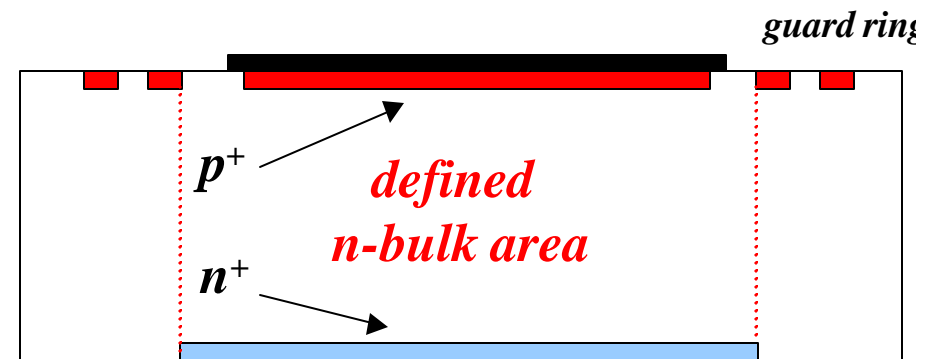 guard ring
p+
defined
n-bulk area
n+